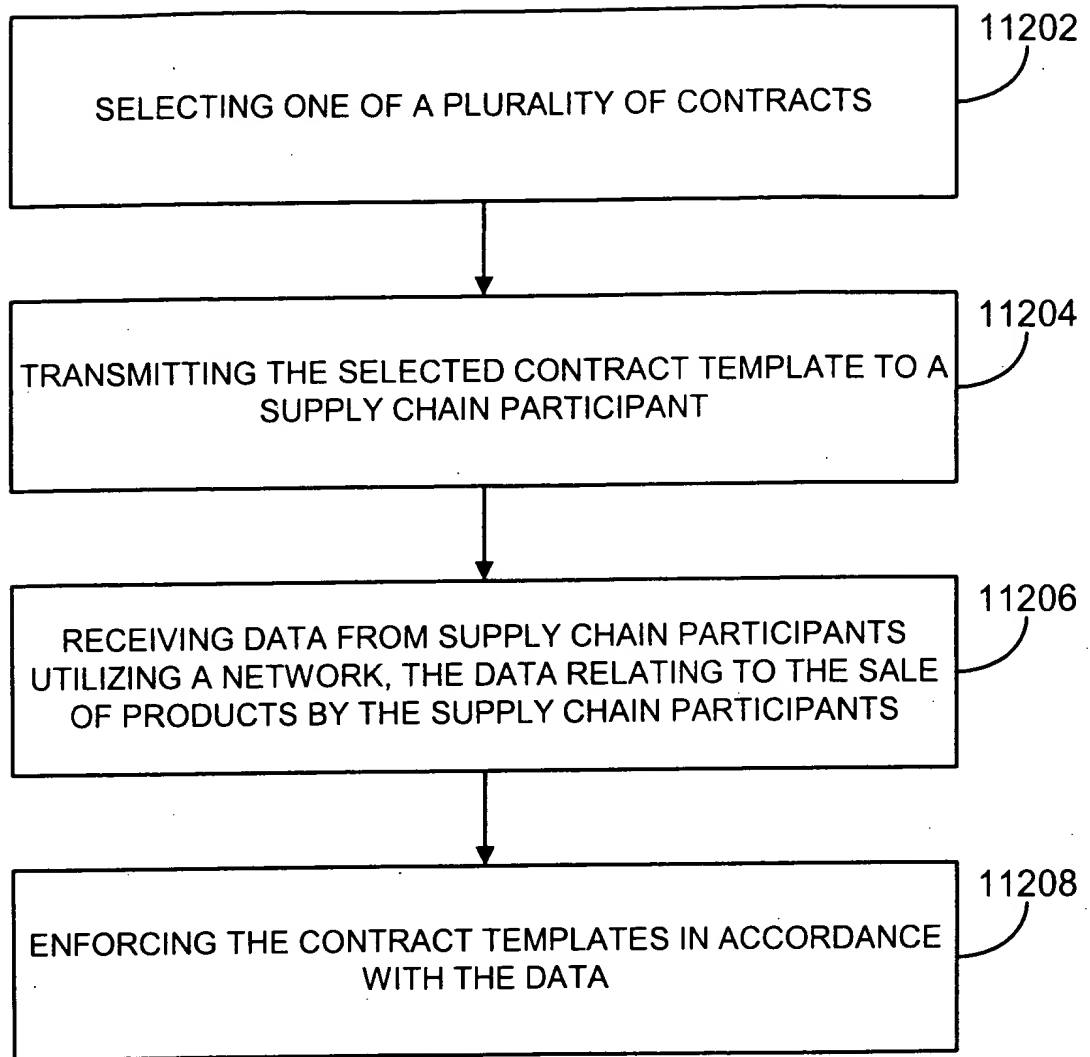 11202
SELECTING ONE OF A PLURALITY OF CONTRACTS
11204
TRANSMITTING THE SELECTED CONTRACT TEMPLATE TO A
SUPPLY CHAIN PARTICIPANT
11206
RECEIVING DATA FROM SUPPLY CHAIN PARTICIPANTS
UTILIZING A NETWORK, THE DATA RELATING TO THE SALE
OF PRODUCTS BY THE SUPPLY CHAIN PARTICIPANTS
11208
ENFORCING THE CONTRACT TEMPLATES IN ACCORDANCE
WITH THE DATA